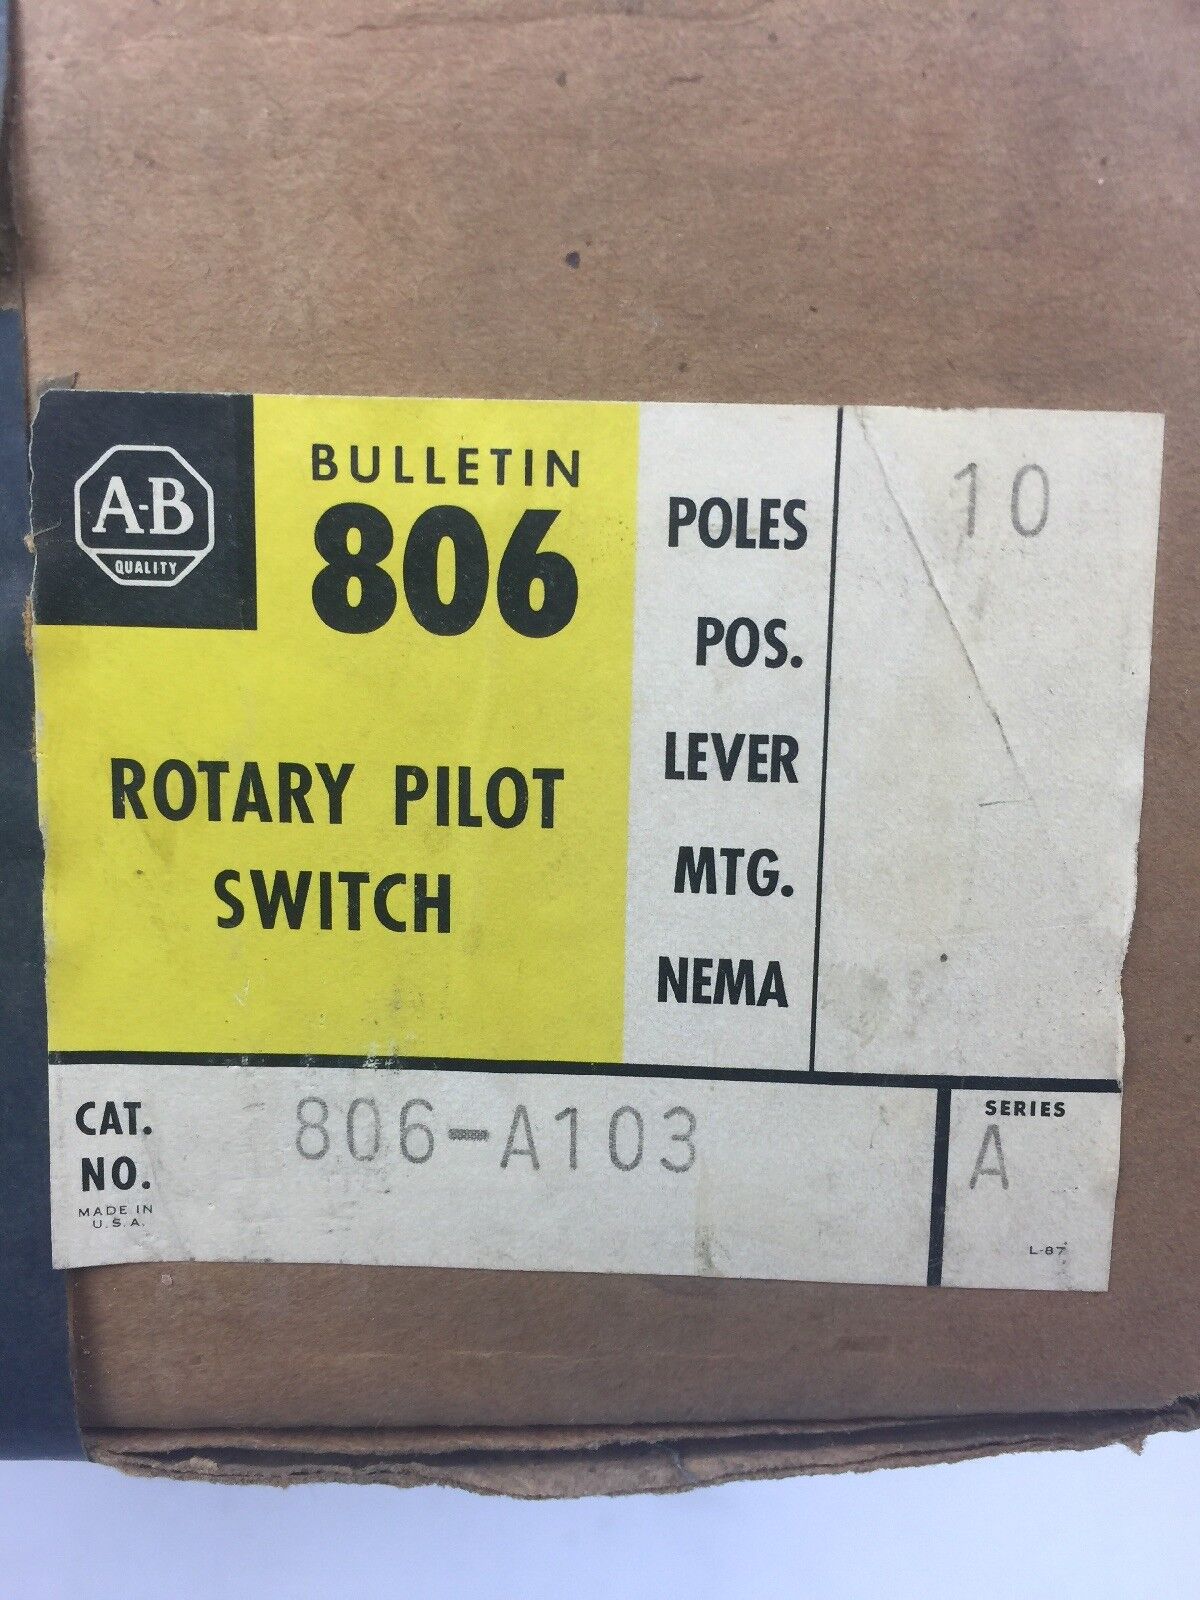 A-B
QUALITY
BULLETIN
806
ROTARY PILOT
SWITCH
POLES 10
POS.
LEVER
MTG.
NEMA
CAT.
NO.
MADE IN
U.S.A.
806-A103
SERIES
A
L-87